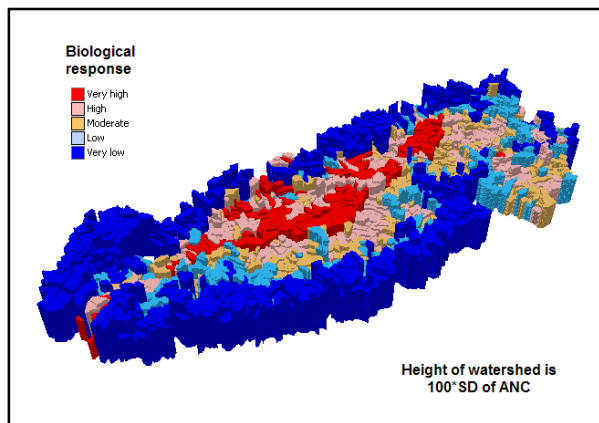 Biological
response
Very high
High
Moderate
Low
Very low
Height of watershed is
100*SD of ANC